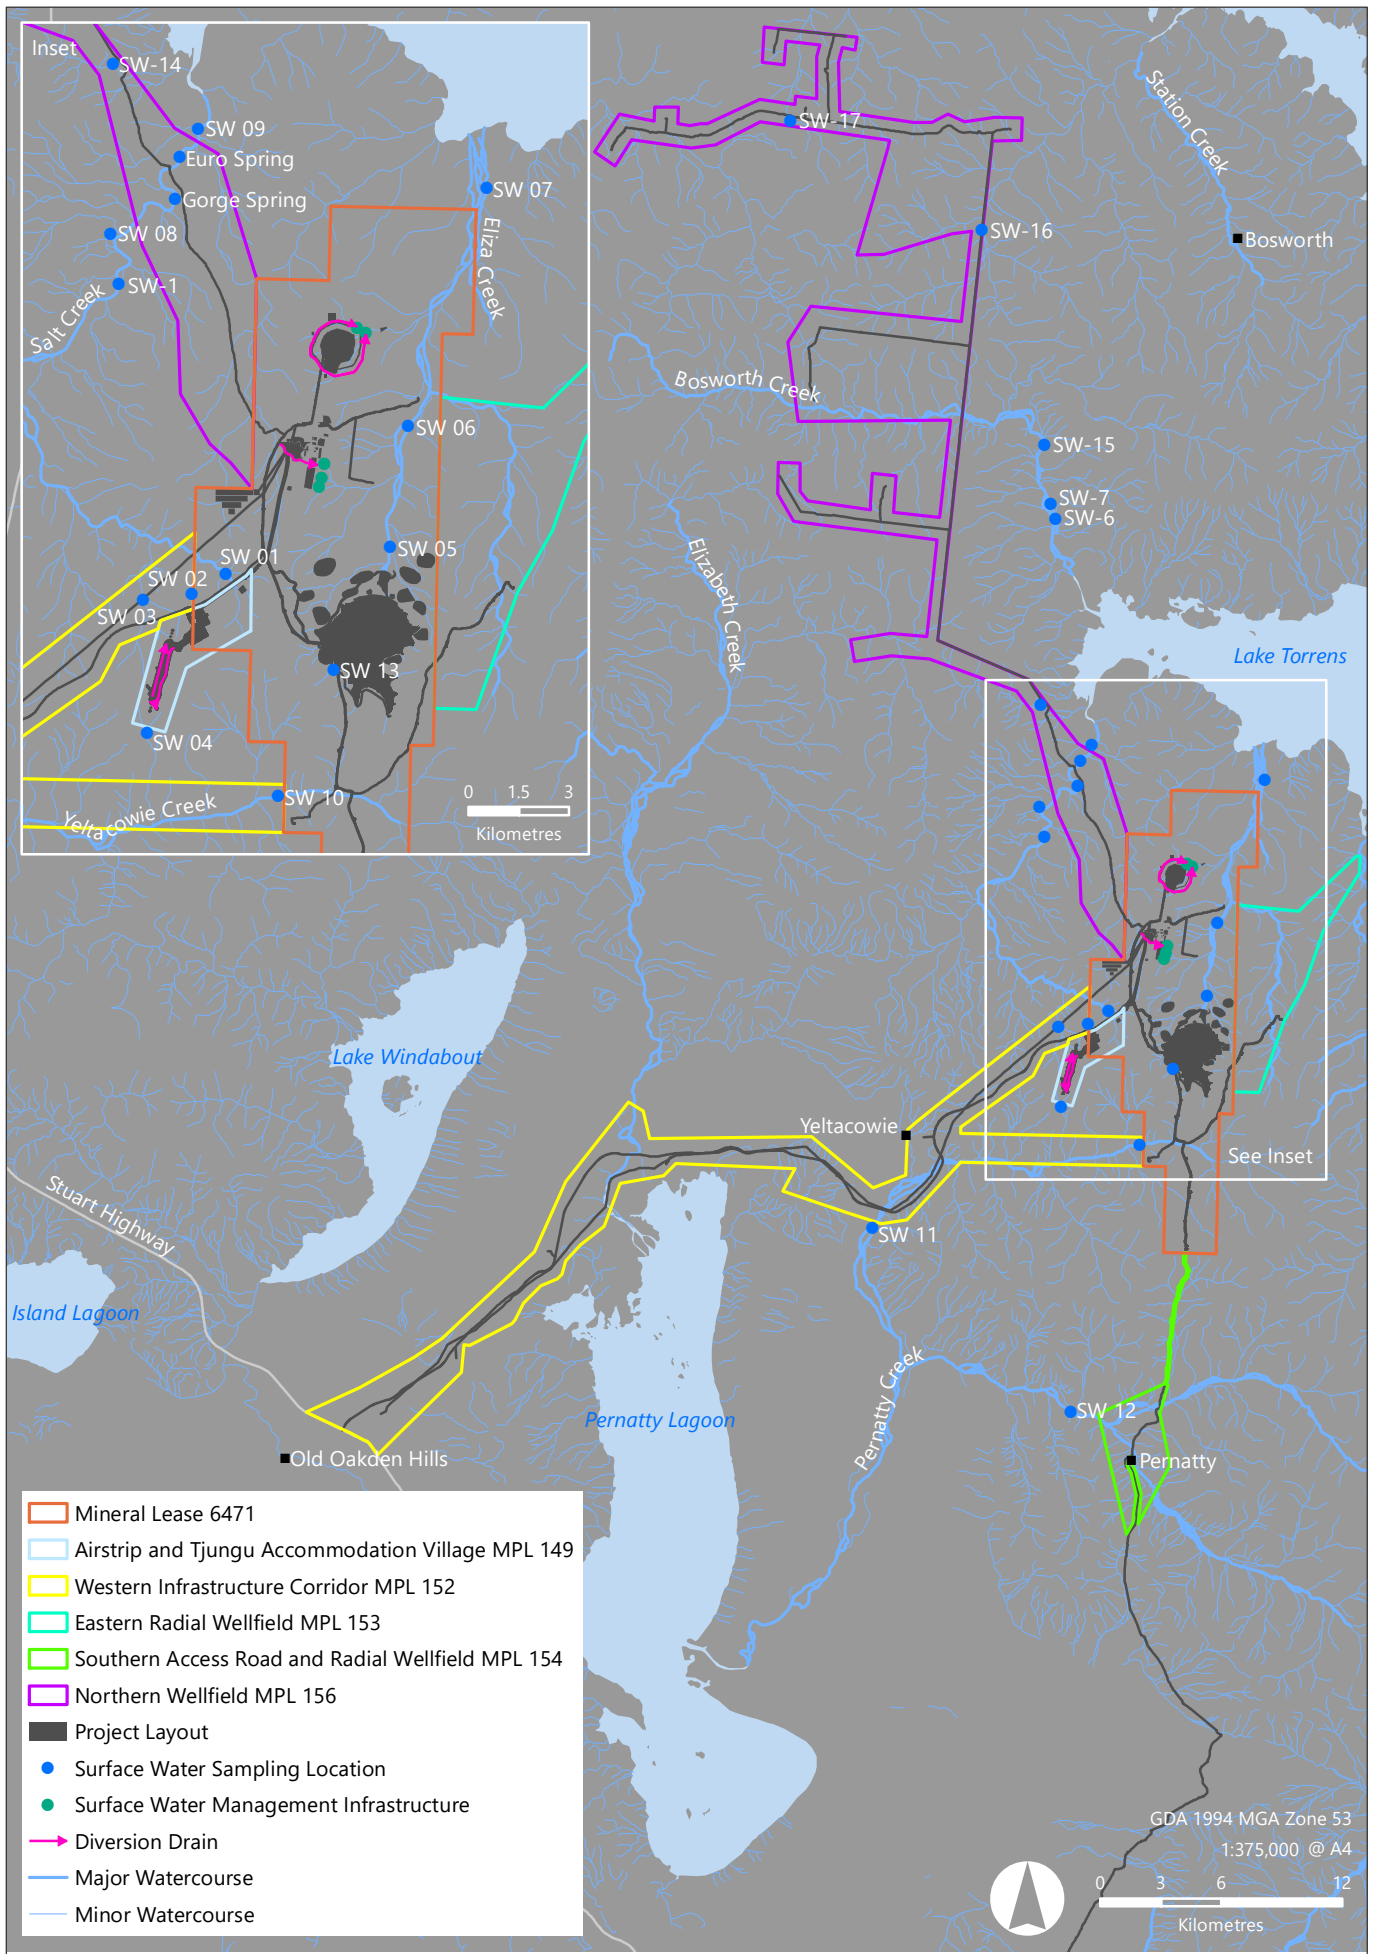 Inset
SW-14
SW 09
Euro Spring
Gorge Spring
SW 07
SW 08
Eliza Creek
SW-1
Salt Creek
SW 06
SW 05
SW 01
SW 02
SW 03
SW 13
SW 04
SW 10
Yeltacowie Creek
0 1.5 3
Kilometres
Station Creek
SW-17
SW-16
Bosworth
Bosworth Creek
SW-15
SW-7
SW-6
Elizabeth Creek
Lake Torrens
Lake Windabout
Yeltacowie
See Inset
Stuart Highway
SW 11
Island Lagoon
Pernatty Creek
SW 12
Pernatty Lagoon
Old Oakden Hills
Pernatty
Mineral Lease 6471
Airstrip and Tjungu Accommodation Village MPL 149
Western Infrastructure Corridor MPL 152
Eastern Radial Wellfield MPL 153
Southern Access Road and Radial Wellfield MPL 154
Northern Wellfield MPL 156
Project Layout
Surface Water Sampling Location
Surface Water Management Infrastructure
Diversion Drain
Major Watercourse
Minor Watercourse
GDA 1994 MGA Zone 53
1:375,000 @ A4
0 3 6 12
Kilometres